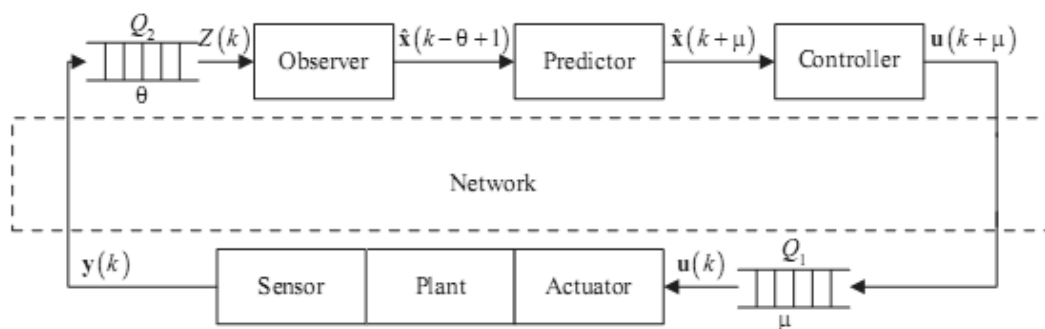 Q₂
Z(k)
Observer
x̂(k-θ+1)
Predictor
x̂(k+μ)
Controller
u(k+μ)
θ
Network
y(k)
Sensor
Plant
Actuator
u(k)
Q₁
μ